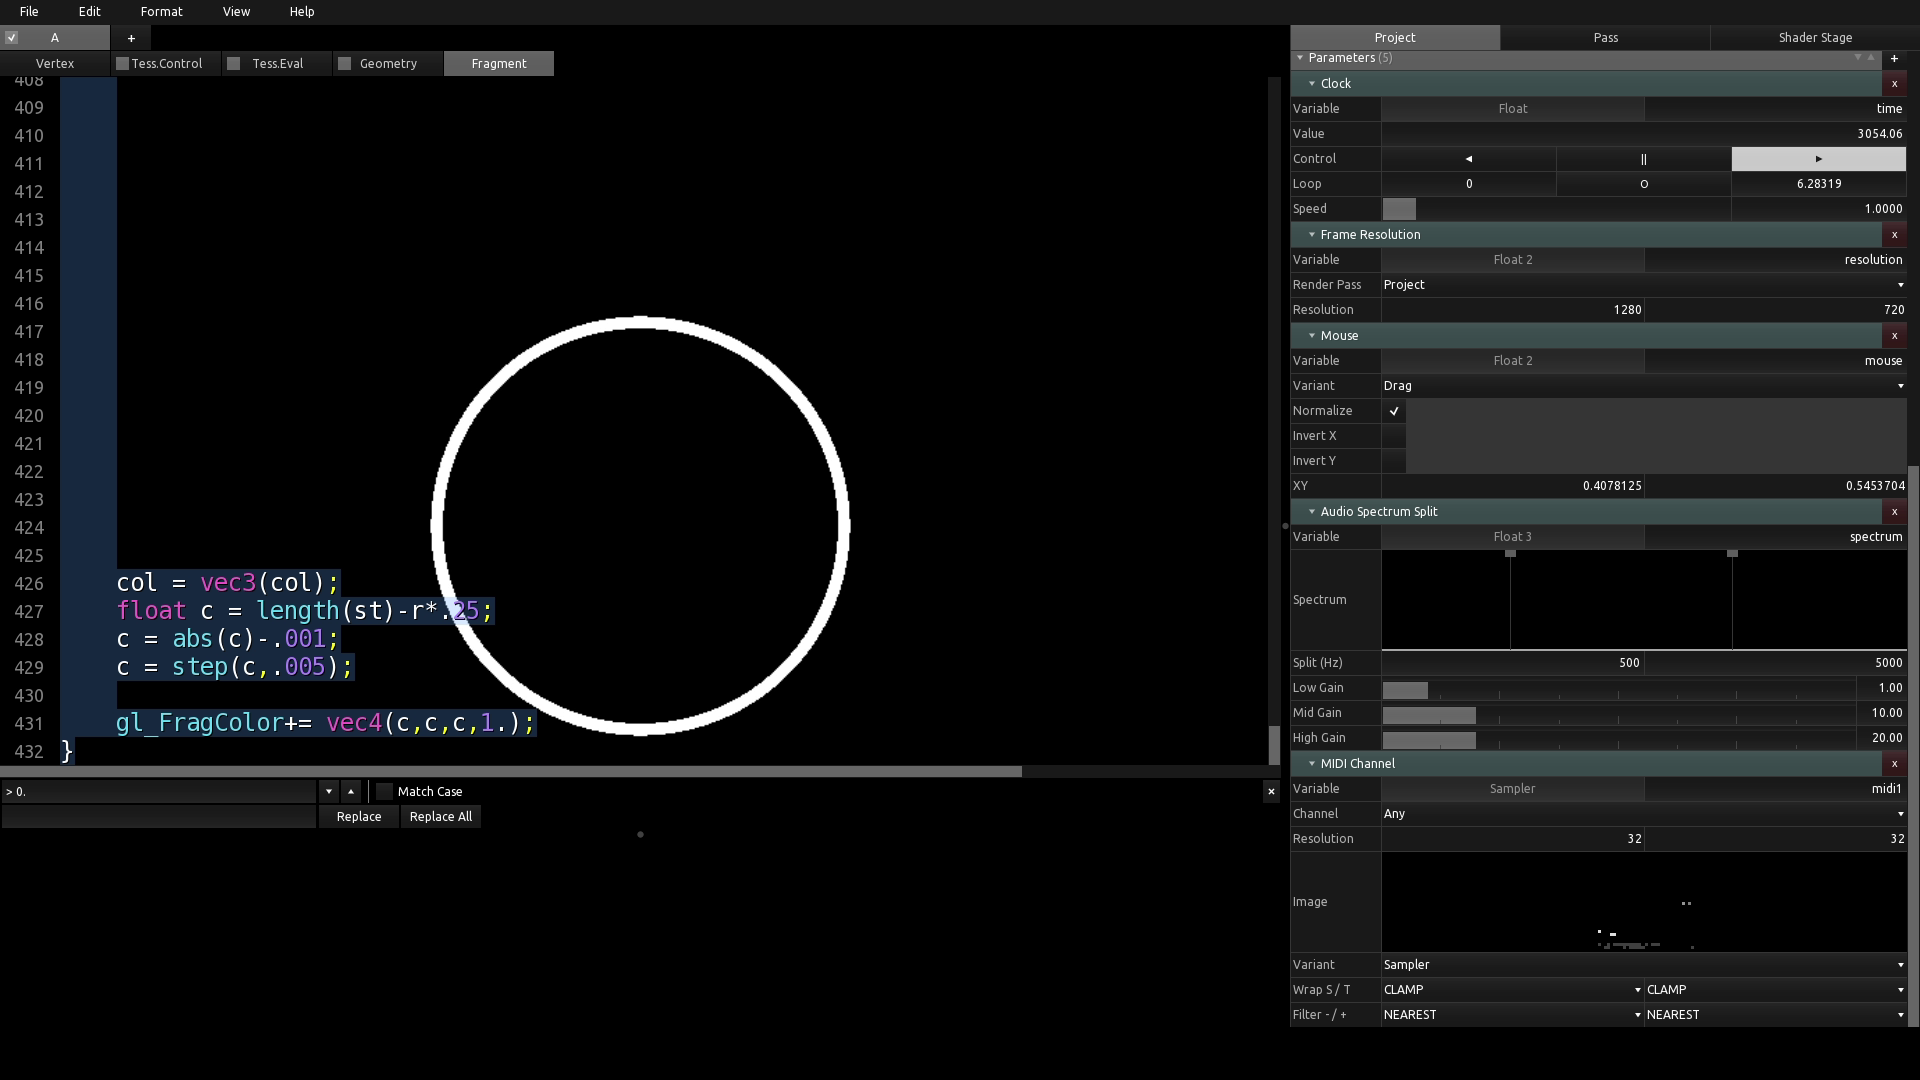 File Edit Format View Help
A +
Vertex Tess.Control Tess.Eval Geometry Fragment
408
409
410
411
412
413
414
415
416
417
418
419
420
421
422
423
424
425
426 col = vec3(col);
427 float c = length(st)-r*.25;
428 c = abs(c)-.001;
429 c = step(c,.005);
430
431 gl_FragColor+= vec4(c,c,c,1.);
432 }
> 0. Match Case x
Replace Replace All
Project Pass Shader Stage
Parameters (5) +
Clock x
Variable Float time
Value 3054.06
Control ||
Loop 0 O 6.28319
Speed 1.0000
Frame Resolution x
Variable Float 2 resolution
Render Pass Project
Resolution 1280 720
Mouse x
Variable Float 2 mouse
Variant Drag
Normalize
Invert X
Invert Y
XY 0.4078125 0.5453704
Audio Spectrum Split x
Variable Float 3 spectrum
Spectrum
Split (Hz) 500 5000
Low Gain 1.00
Mid Gain 10.00
High Gain 20.00
MIDI Channel x
Variable Sampler midi1
Channel Any
Resolution 32 32
Image
Variant Sampler
Wrap S / T CLAMP CLAMP
Filter - / + NEAREST NEAREST